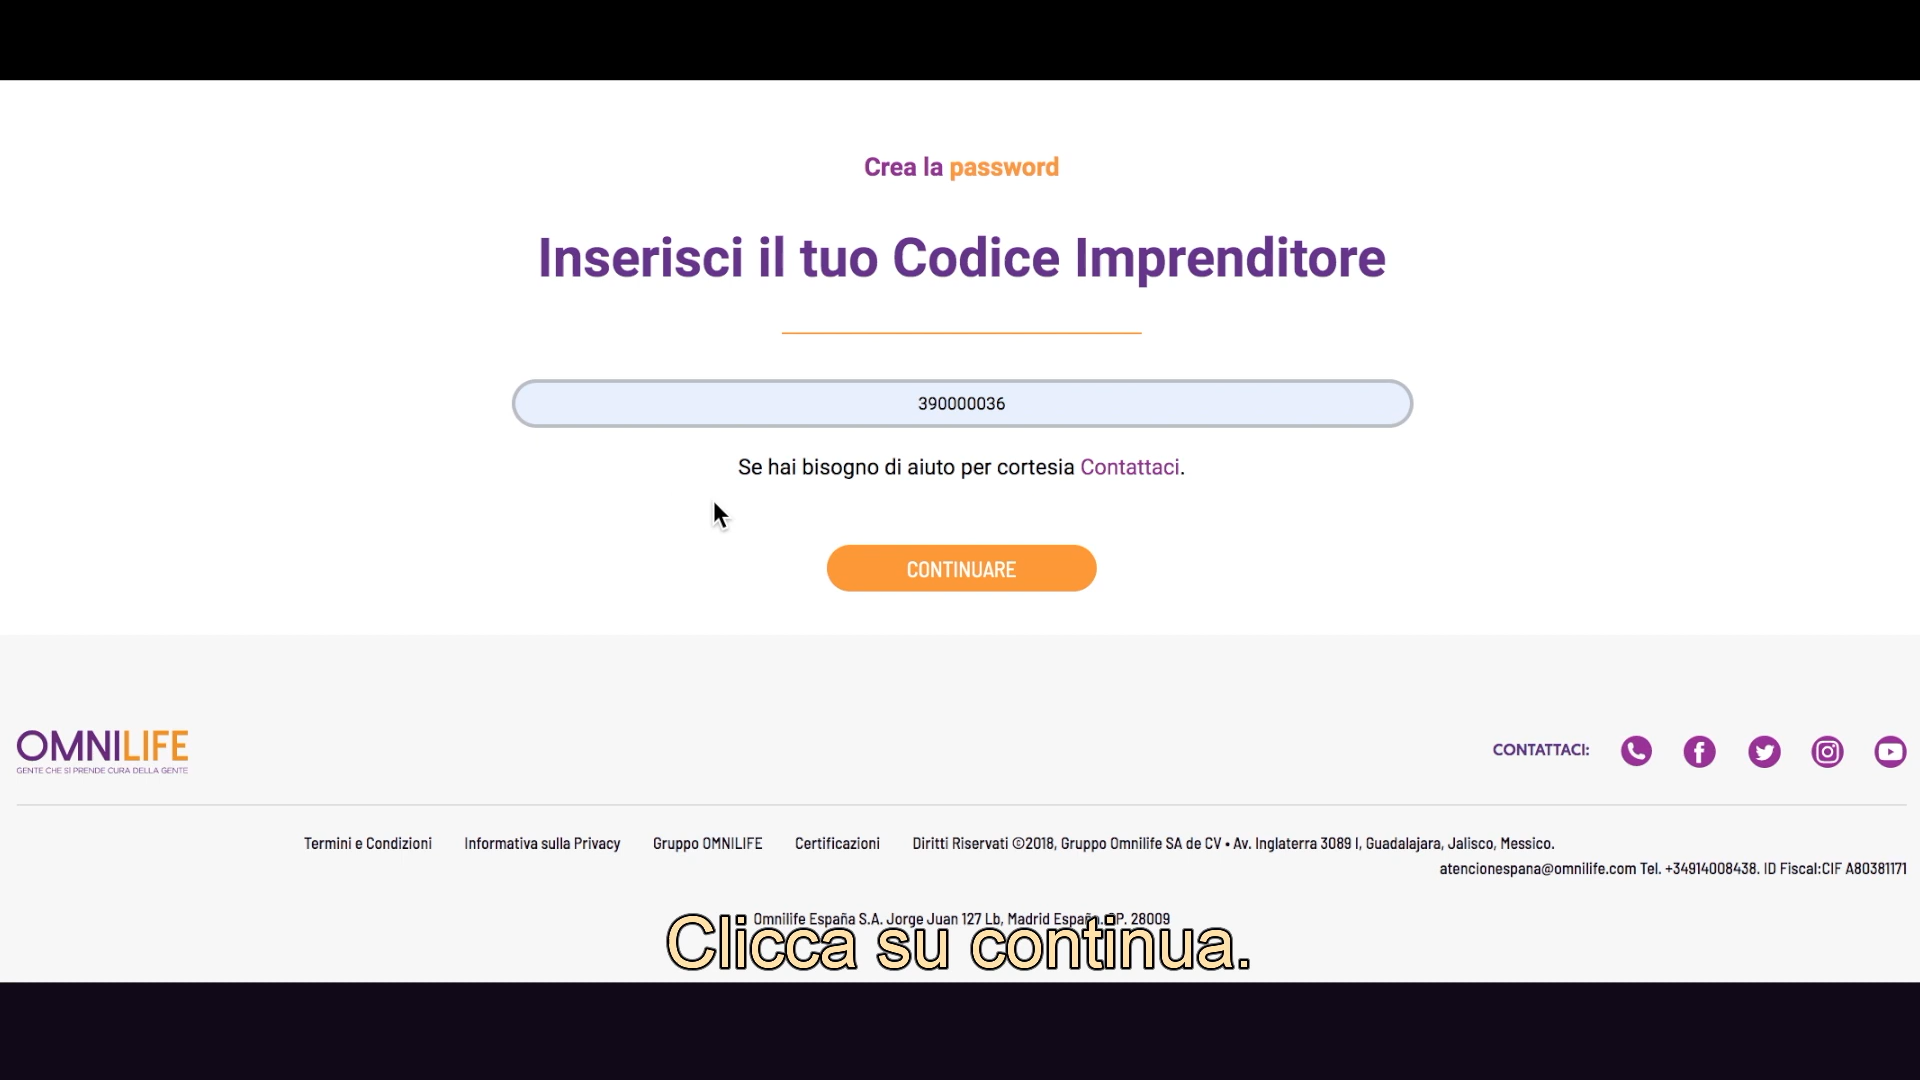 Crea la password
Inserisci il tuo Codice Imprenditore
390000036
Se hai bisogno di aiuto per cortesia Contattaci.
CONTINUARE
OMNILIFE
GENTE CHE SI PRENDE CURA DELLA GENTE
CONTATTACI:
Termini e Condizioni Informativa sulla Privacy Gruppo OMNILIFE Certificazioni Diritti Riservati ©2018, Gruppo Omnilife SA de CV • Av. Inglaterra 3089 I, Guadalajara, Jalisco, Messico.
atencionespana@omnilife.com Tel. +34914008438. ID Fiscal:CIF A80381171
Omnilife España S.A. Jorge Juan 127 Lb, Madrid España. CP. 28009
Clicca su continua.